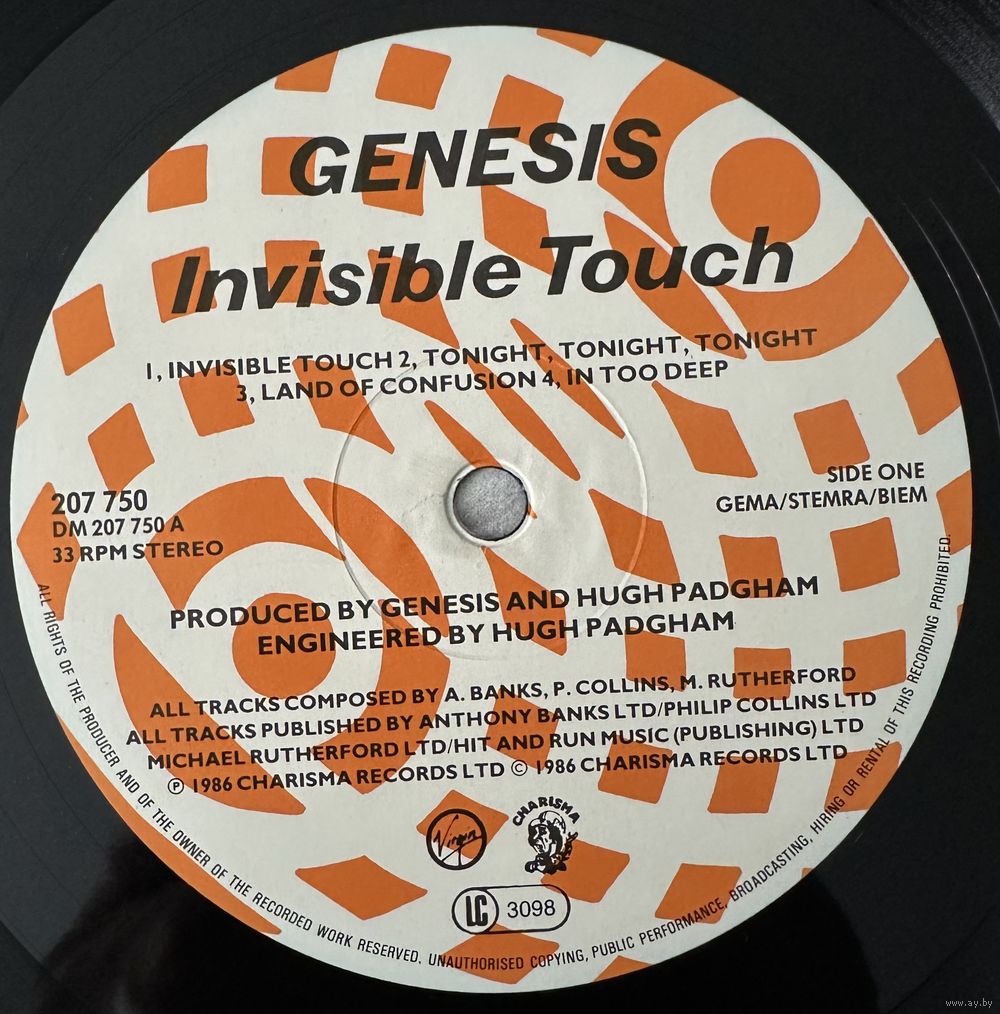 GENESIS
Invisible Touch
1, INVISIBLE TOUCH 2, TONIGHT, TONIGHT, TONIGHT
3, LAND OF CONFUSION 4, IN TOO DEEP
207 750
DM 207 750 A
33 RPM STEREO
SIDE ONE
GEMA/STEMRA/BIEM
PRODUCED BY GENESIS AND HUGH PADGHAM
ENGINEERED BY HUGH PADGHAM
ALL TRACKS COMPOSED BY A. BANKS, P. COLLINS, M. RUTHERFORD
ALL TRACKS PUBLISHED BY ANTHONY BANKS LTD/PHILIP COLLINS LTD
MICHAEL RUTHERFORD LTD/HIT AND RUN MUSIC (PUBLISHING) LTD
℗ 1986 CHARISMA RECORDS LTD © 1986 CHARISMA RECORDS LTD
Virgin
CHARISMA
LC 3098
ALL RIGHTS OF THE PRODUCER AND OF THE OWNER OF THE RECORDED WORK RESERVED. UNAUTHORISED COPYING, PUBLIC PERFORMANCE, BROADCASTING, HIRING OR RENTAL OF THIS RECORDING PROHIBITED.
www.ay.by